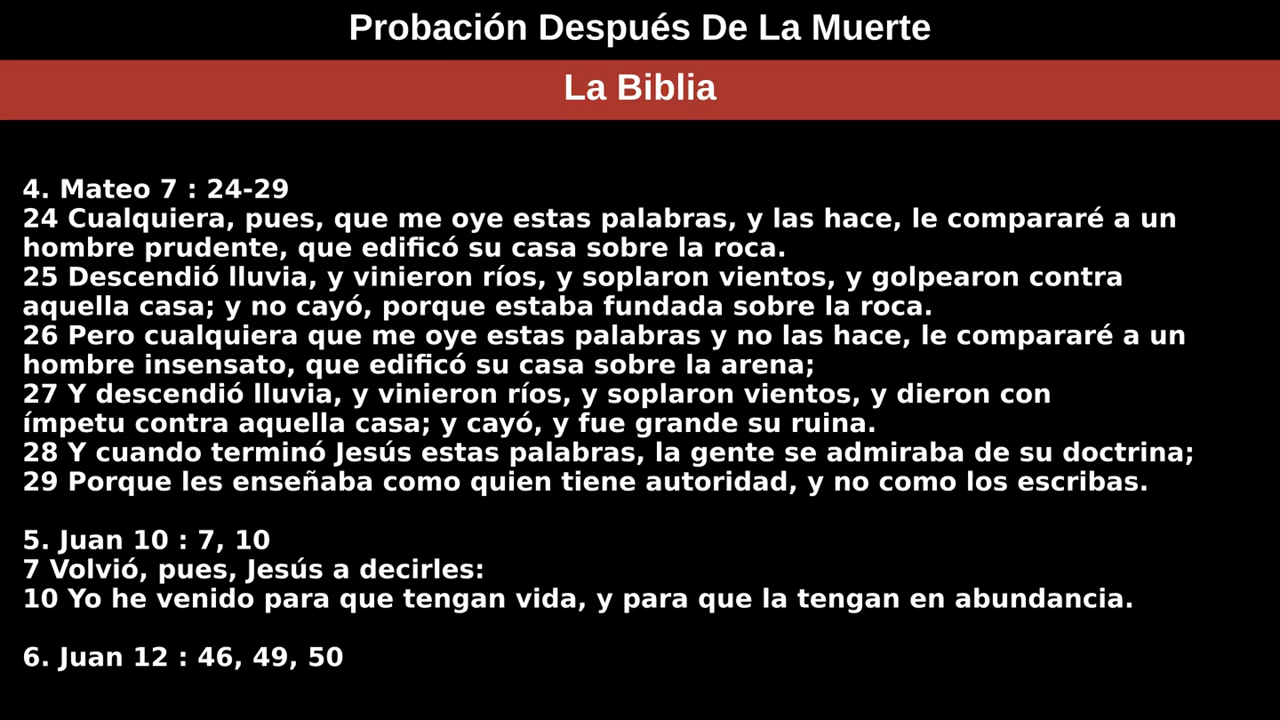 Probación Después De La Muerte
La Biblia
4. Mateo 7 : 24-29
24 Cualquiera, pues, que me oye estas palabras, y las hace, le compararé a un
hombre prudente, que edificó su casa sobre la roca.
25 Descendió lluvia, y vinieron ríos, y soplaron vientos, y golpearon contra
aquella casa; y no cayó, porque estaba fundada sobre la roca.
26 Pero cualquiera que me oye estas palabras y no las hace, le compararé a un
hombre insensato, que edificó su casa sobre la arena;
27 Y descendió lluvia, y vinieron ríos, y soplaron vientos, y dieron con
ímpetu contra aquella casa; y cayó, y fue grande su ruina.
28 Y cuando terminó Jesús estas palabras, la gente se admiraba de su doctrina;
29 Porque les enseñaba como quien tiene autoridad, y no como los escribas.
5. Juan 10 : 7, 10
7 Volvió, pues, Jesús a decirles:
10 Yo he venido para que tengan vida, y para que la tengan en abundancia.
6. Juan 12 : 46, 49, 50